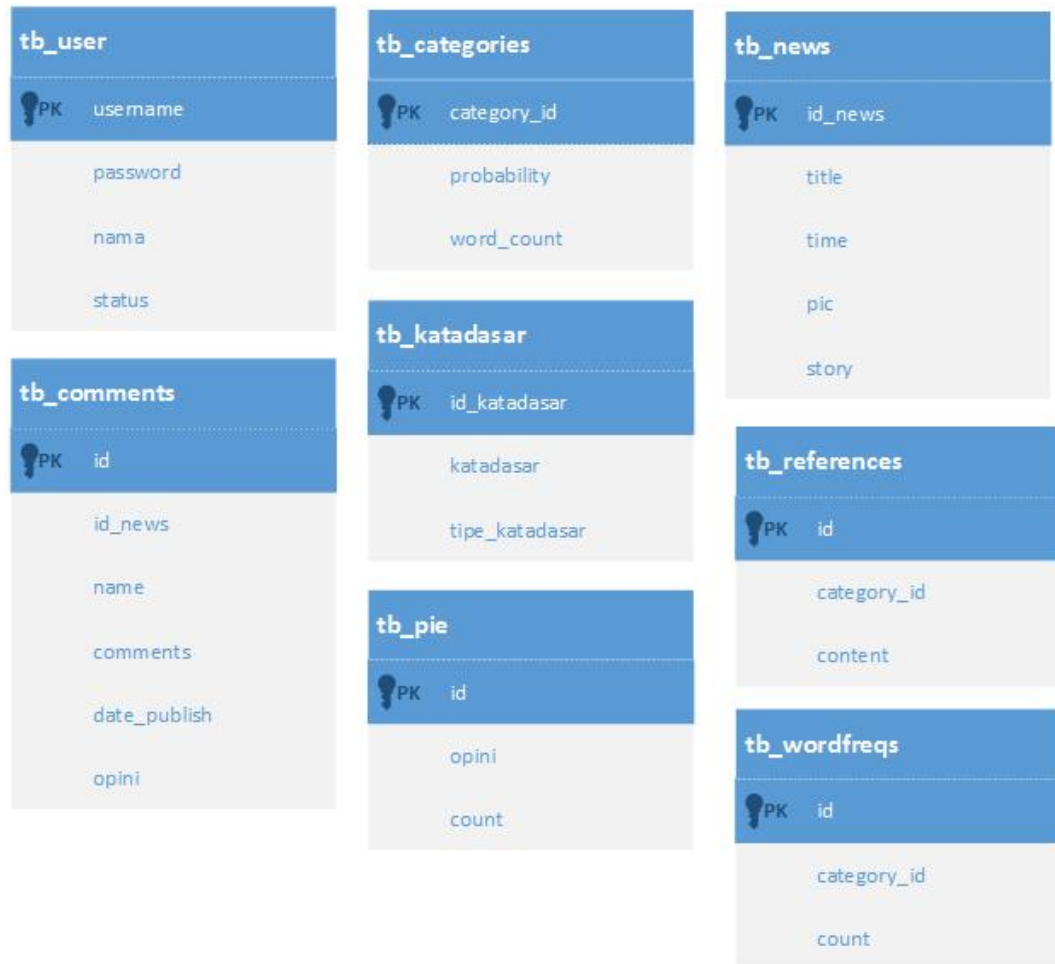 tb_user
PK username
password
nama
status
tb_comments
PK id
id_news
name
comments
date_publish
opini
tb_categories
PK category_id
probability
word_count
tb_katadasar
PK id_katadasar
katadasar
tipe_katadasar
tb_pie
PK id
opini
count
tb_news
PK id_news
title
time
pic
story
tb_references
PK id
category_id
content
tb_wordfreqs
PK id
category_id
count